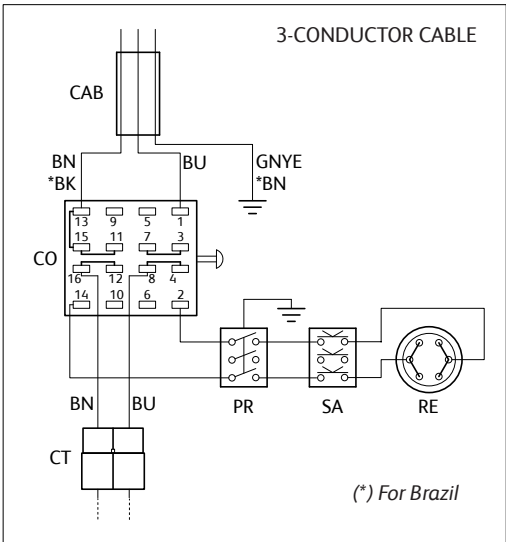 3-CONDUCTOR CABLE
CAB
BN BU GNYE
*BK *BN
13 9 5 1
15 11 7 3
CO
16 12 8 4
14 10 6 2
BN BU PR SA RE
CT
(*) For Brazil